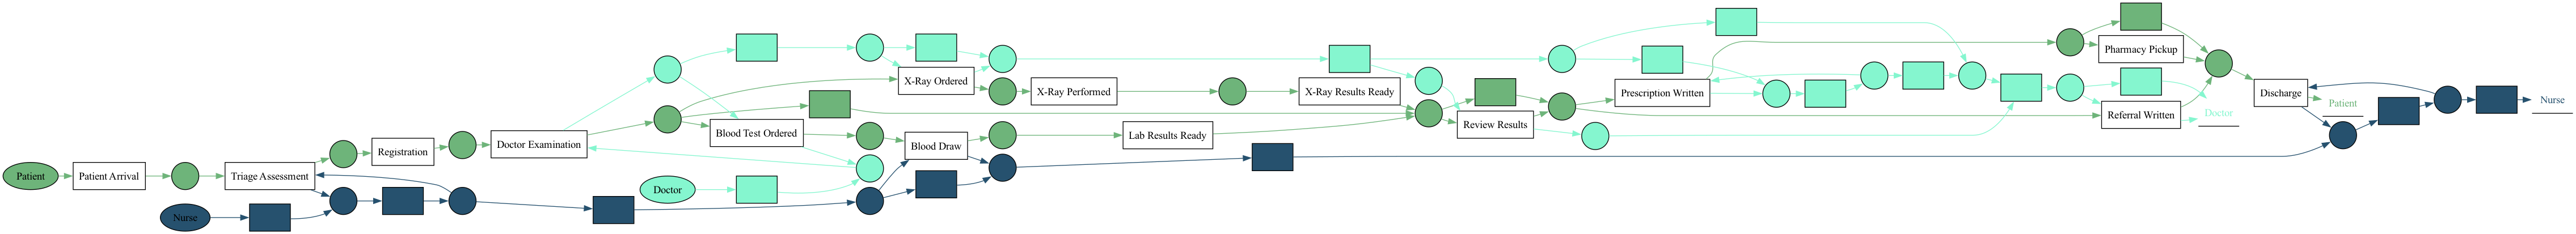 Patient
Patient Arrival
Triage Assessment
Nurse
Registration
Doctor Examination
Doctor
Blood Test Ordered
X-Ray Ordered
Blood Draw
X-Ray Performed
Lab Results Ready
X-Ray Results Ready
Review Results
Prescription Written
Pharmacy Pickup
Referral Written
Doctor
Discharge
Patient
Nurse